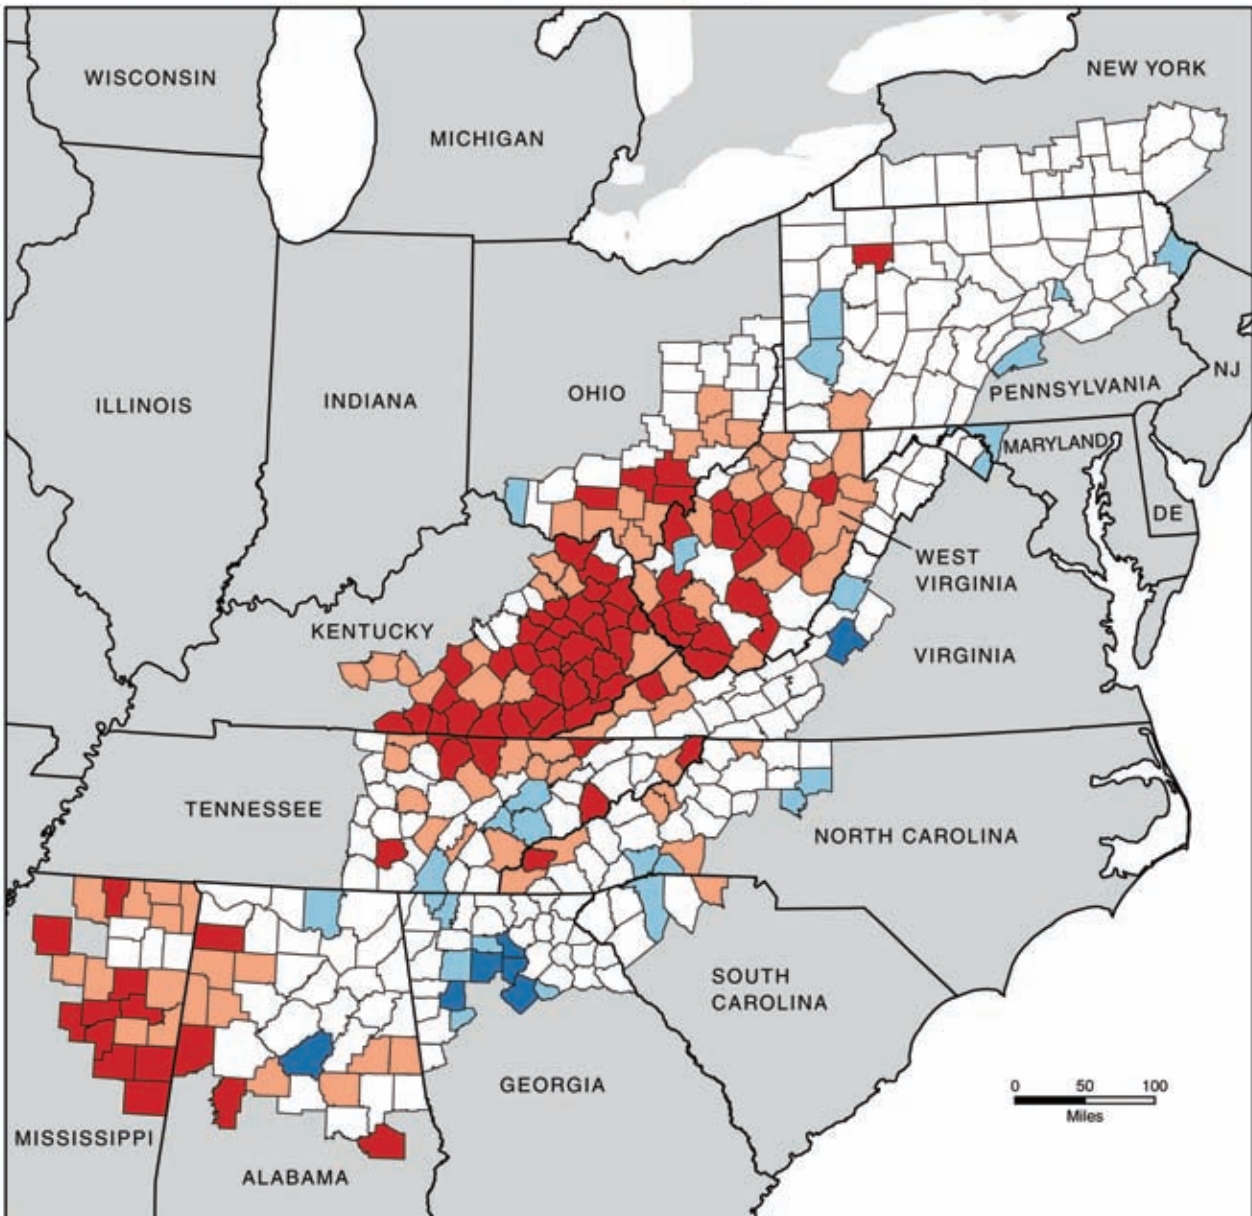 WISCONSIN
NEW YORK
MICHIGAN
ILLINOIS
INDIANA
OHIO
PENNSYLVANIA
NJ
MARYLAND
DE
WEST
VIRGINIA
KENTUCKY
VIRGINIA
TENNESSEE
NORTH CAROLINA
SOUTH
CAROLINA
GEORGIA
MISSISSIPPI
ALABAMA
0 50 100
Miles